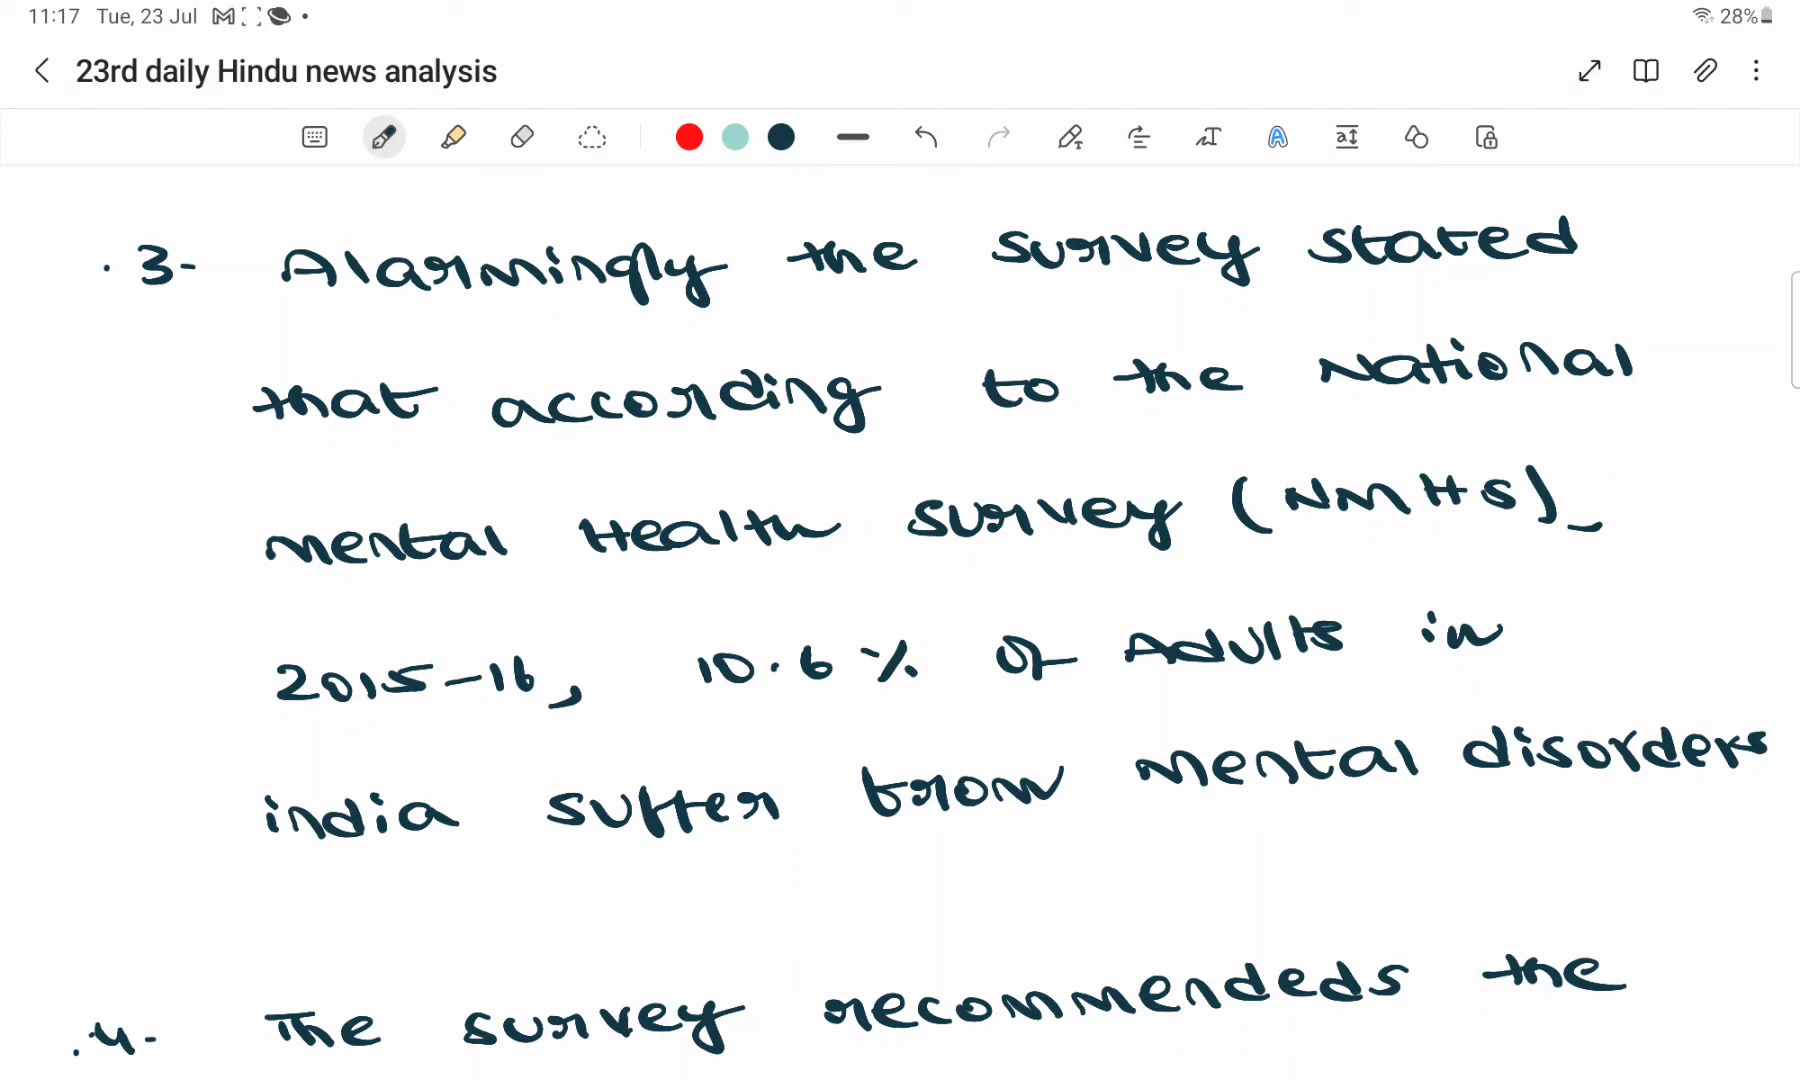 11:17 Tue, 23 Jul
28%
23rd daily Hindu news analysis
.3- Alarmingly the survey stated
that according to the National
mental Health survey (NMHS)-
2015-16, 10.6% of Adults in
india suffer from mental disorders
.4- The survey recommendeds the